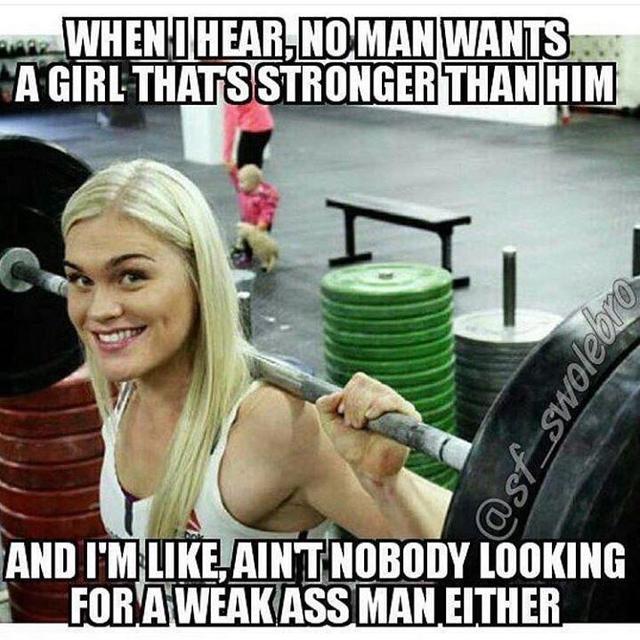 WHEN I HEAR, NO MAN WANTS
A GIRL THAT'S STRONGER THAN HIM
@sf_swolebro
AND I'M LIKE, AIN'T NOBODY LOOKING
FOR A WEAK ASS MAN EITHER